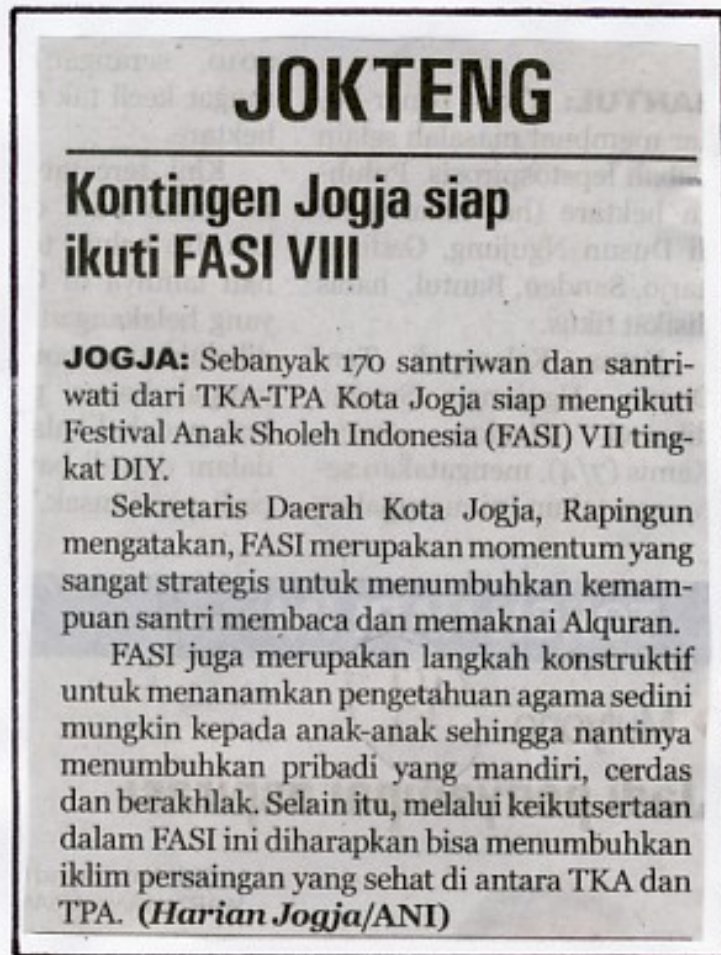 JOKTENG
Kontingen Jogja siap
ikuti FASI VIII
JOGJA: Sebanyak 170 santriwan dan santri-
wati dari TKA-TPA Kota Jogja siap mengikuti
Festival Anak Sholeh Indonesia (FASI) VII ting-
kat DIY.
Sekretaris Daerah Kota Jogja, Rapingun
mengatakan, FASI merupakan momentum yang
sangat strategis untuk menumbuhkan kemam-
puan santri membaca dan memaknai Alquran.
FASI juga merupakan langkah konstruktif
untuk menanamkan pengetahuan agama sedini
mungkin kepada anak-anak sehingga nantinya
menumbuhkan pribadi yang mandiri, cerdas
dan berakhlak. Selain itu, melalui keikutsertaan
dalam FASI ini diharapkan bisa menumbuhkan
iklim persaingan yang sehat di antara TKA dan
TPA. (Harian Jogja/ANI)